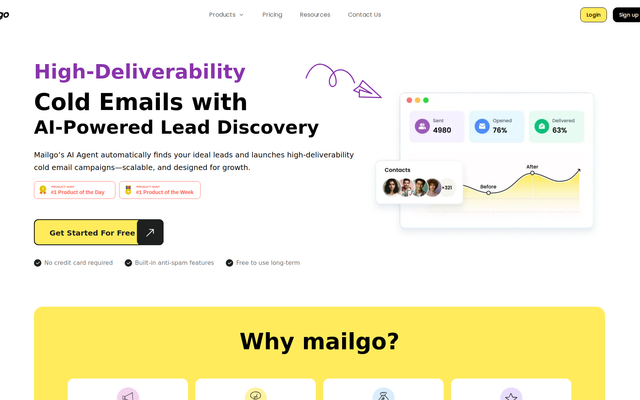 go
Products
Pricing
Resources
Contact Us
Login
Sign up
High-Deliverability
Cold Emails with
AI-Powered Lead Discovery
Mailgo's AI Agent automatically finds your ideal leads and launches high-deliverability
cold email campaigns—scalable, and designed for growth.
PRODUCT HUNT
#1 Product of the Day
PRODUCT HUNT
#1 Product of the Week
Get Started For Free
No credit card required
Built-in anti-spam features
Free to use long-term
Sent
4980
Opened
76%
Delivered
63%
Contacts
+321
Before
After
Why mailgo?